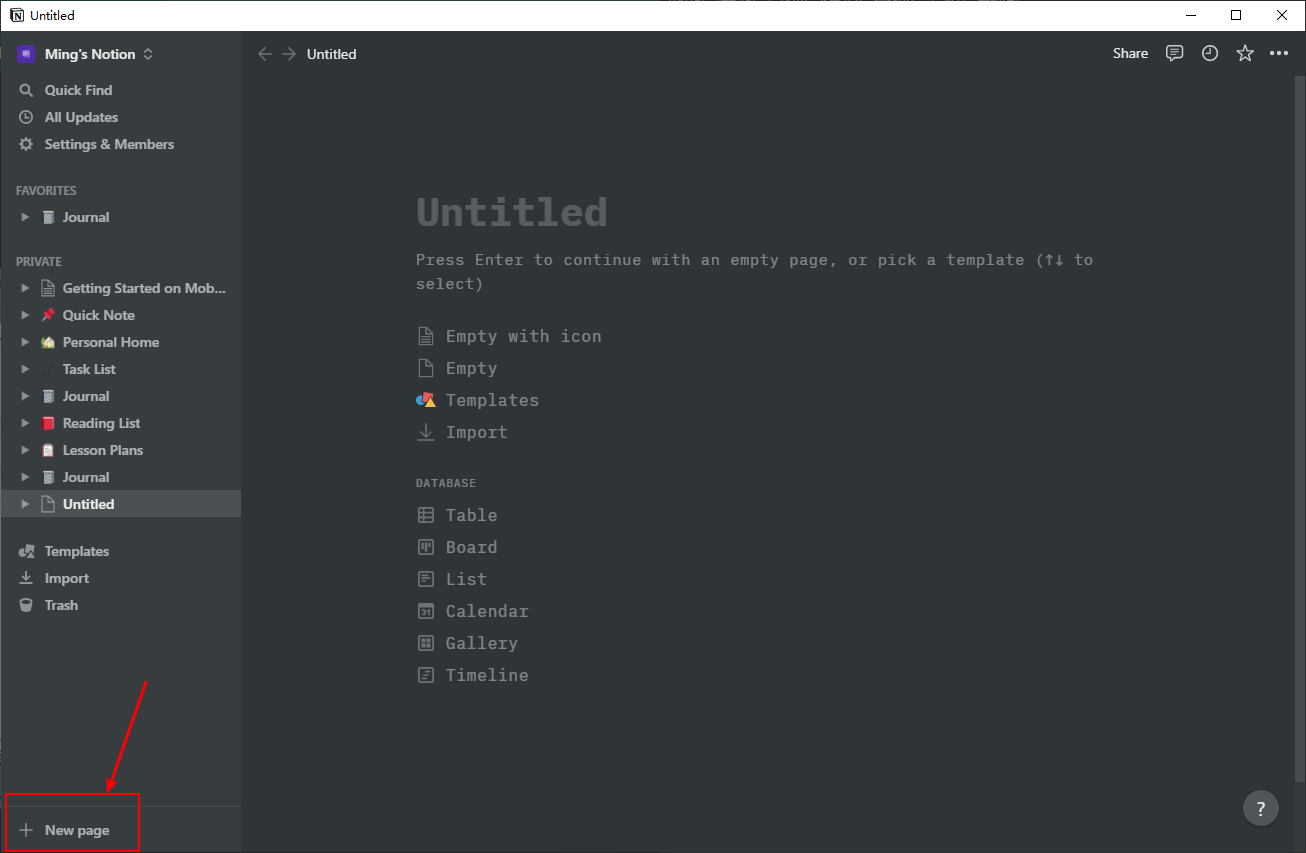 Untitled
Ming's Notion
Quick Find
All Updates
Settings & Members
FAVORITES
Journal
PRIVATE
Getting Started on Mob...
Quick Note
Personal Home
Task List
Journal
Reading List
Lesson Plans
Journal
Untitled
Templates
Import
Trash
New page
Untitled
Share
Untitled
Press Enter to continue with an empty page, or pick a template (↑↓ to
select)
Empty with icon
Empty
Templates
Import
DATABASE
Table
Board
List
Calendar
Gallery
Timeline
?